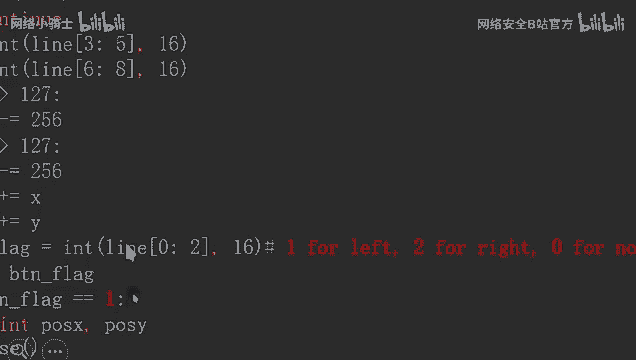 ntinue
网络小骑士 bilibili 网络安全B站官方 bilibili
nt(line[3: 5], 16)
nt(line[6: 8], 16)
> 127:
-= 256
> 127:
-= 256
+= x
+= y
lag = int(line[0: 2], 16)# 1 for left, 2 for right, 0 for no
btn_flag
n_flag == 1:
int posx, posy
se()